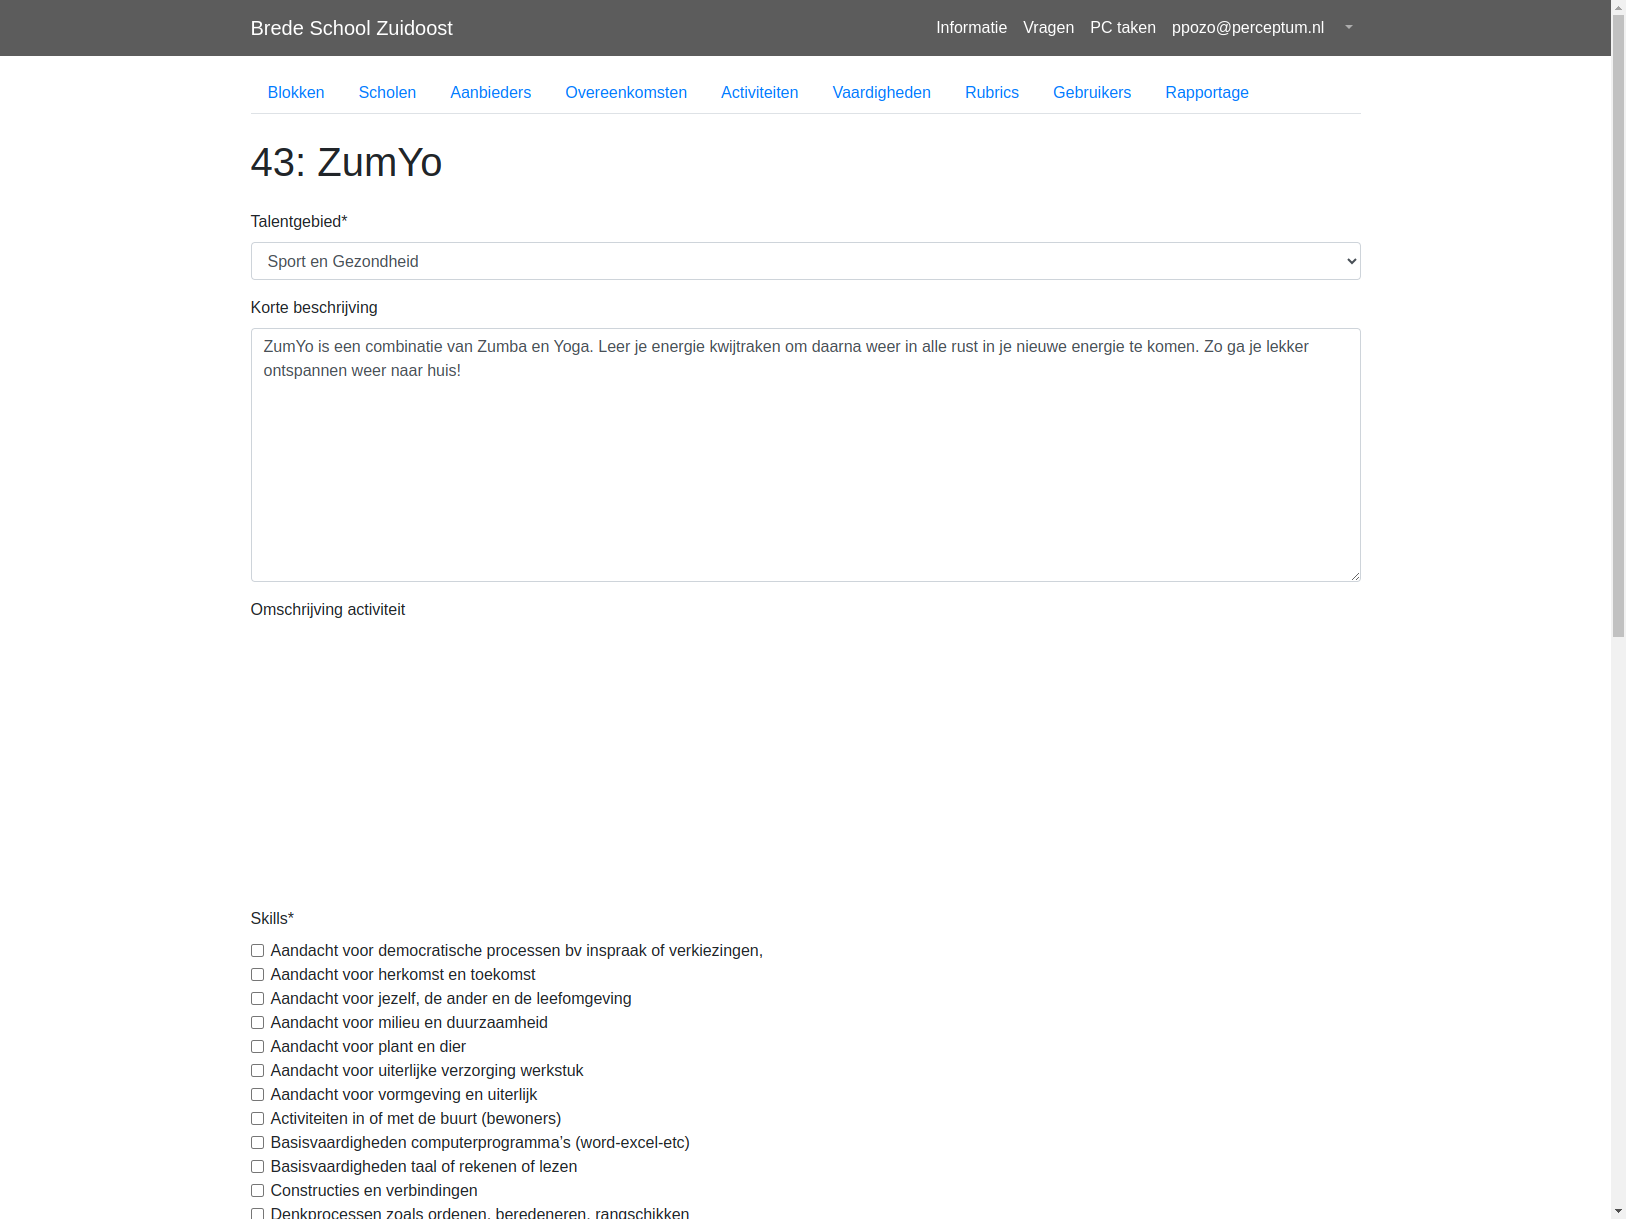 Brede School Zuidoost
Informatie Vragen PC taken ppozo@perceptum.nl
Blokken Scholen Aanbieders Overeenkomsten Activiteiten Vaardigheden Rubrics Gebruikers Rapportage
43: ZumYo
Talentgebied*
Sport en Gezondheid
Korte beschrijving
ZumYo is een combinatie van Zumba en Yoga. Leer je energie kwijtraken om daarna weer in alle rust in je nieuwe energie te komen. Zo ga je lekker
ontspannen weer naar huis!
Omschrijving activiteit
Skills*
Aandacht voor democratische processen bv inspraak of verkiezingen,
Aandacht voor herkomst en toekomst
Aandacht voor jezelf, de ander en de leefomgeving
Aandacht voor milieu en duurzaamheid
Aandacht voor plant en dier
Aandacht voor uiterlijke verzorging werkstuk
Aandacht voor vormgeving en uiterlijk
Activiteiten in of met de buurt (bewoners)
Basisvaardigheden computerprogramma’s (word-excel-etc)
Basisvaardigheden taal of rekenen of lezen
Constructies en verbindingen
Denkprocessen zoals ordenen, beredeneren, rangschikken